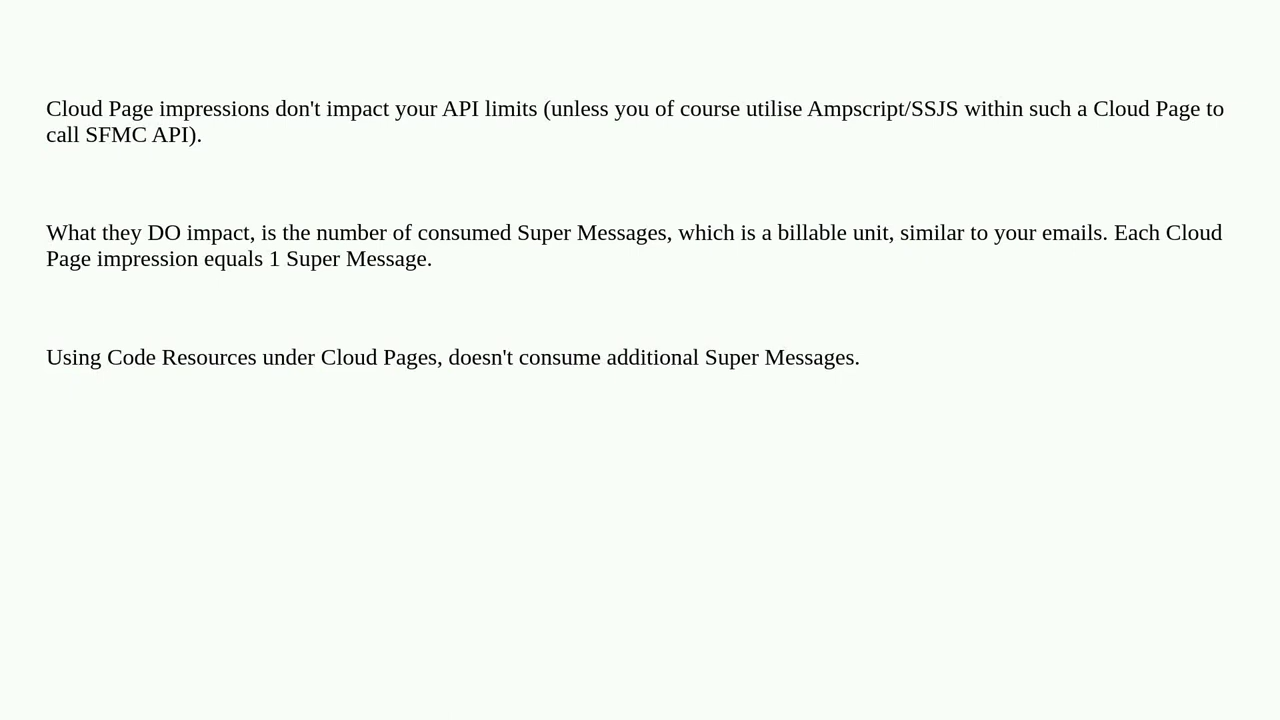 Cloud Page impressions don't impact your API limits (unless you of course utilise Ampscript/SSJS within such a Cloud Page to
call SFMC API).
What they DO impact, is the number of consumed Super Messages, which is a billable unit, similar to your emails. Each Cloud
Page impression equals 1 Super Message.
Using Code Resources under Cloud Pages, doesn't consume additional Super Messages.